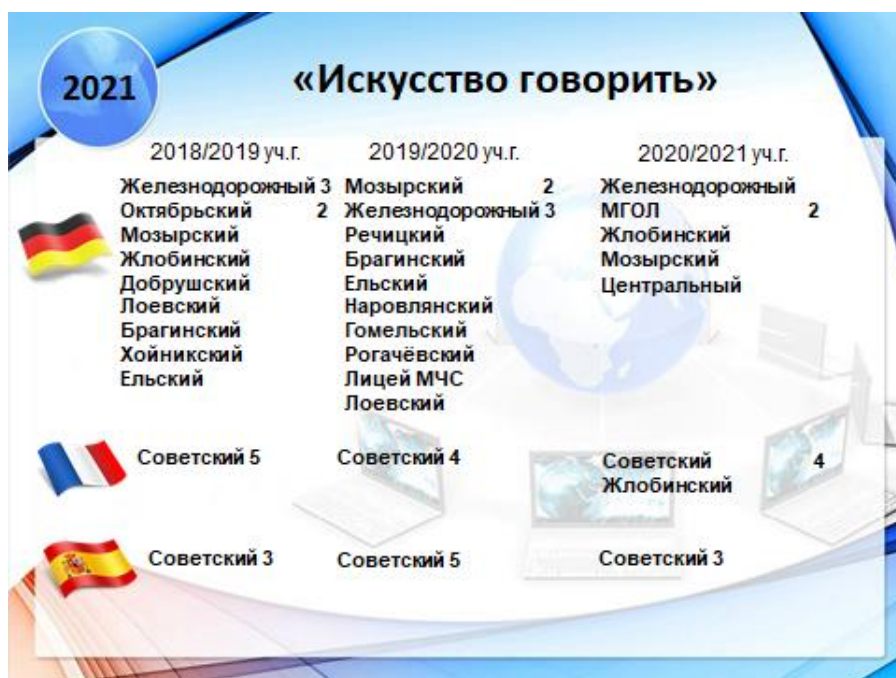 2021
«Искусство говорить»
2018/2019 уч.г.
Железнодорожный 3
Октябрьский 2
Мозырский
Жлобинский
Добрушский
Лоевский
Брагинский
Хойникский
Ельский
2019/2020 уч.г.
Мозырский 2
Железнодорожный 3
Речицкий
Брагинский
Ельский
Наровлянский
Гомельский
Рогачёвский
Лицей МЧС
Лоевский
2020/2021 уч.г.
Железнодорожный
МГОЛ 2
Жлобинский
Мозырский
Центральный
Советский 5
Советский 4
Советский 4
Жлобинский
Советский 3
Советский 5
Советский 3